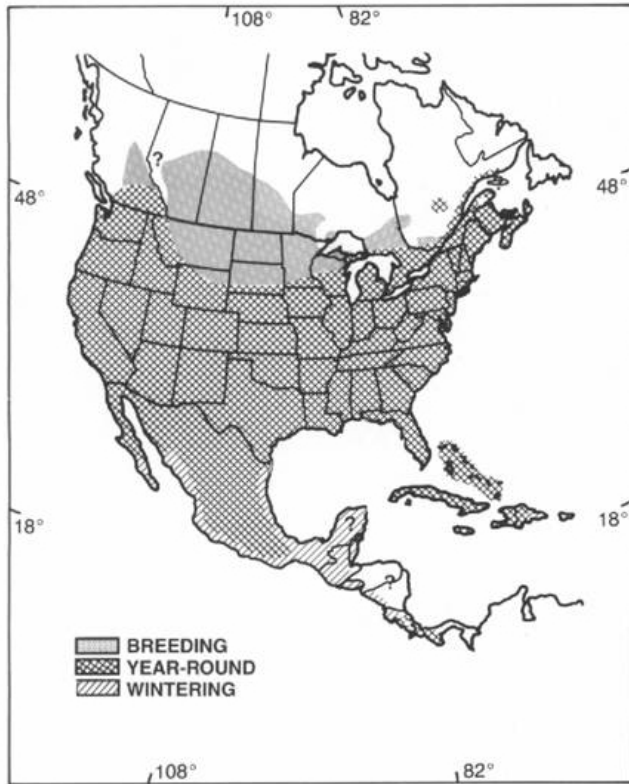 108° 82°
?
48° 48°
18° 18°
?
?
BREEDING
YEAR-ROUND
WINTERING
108° 82°